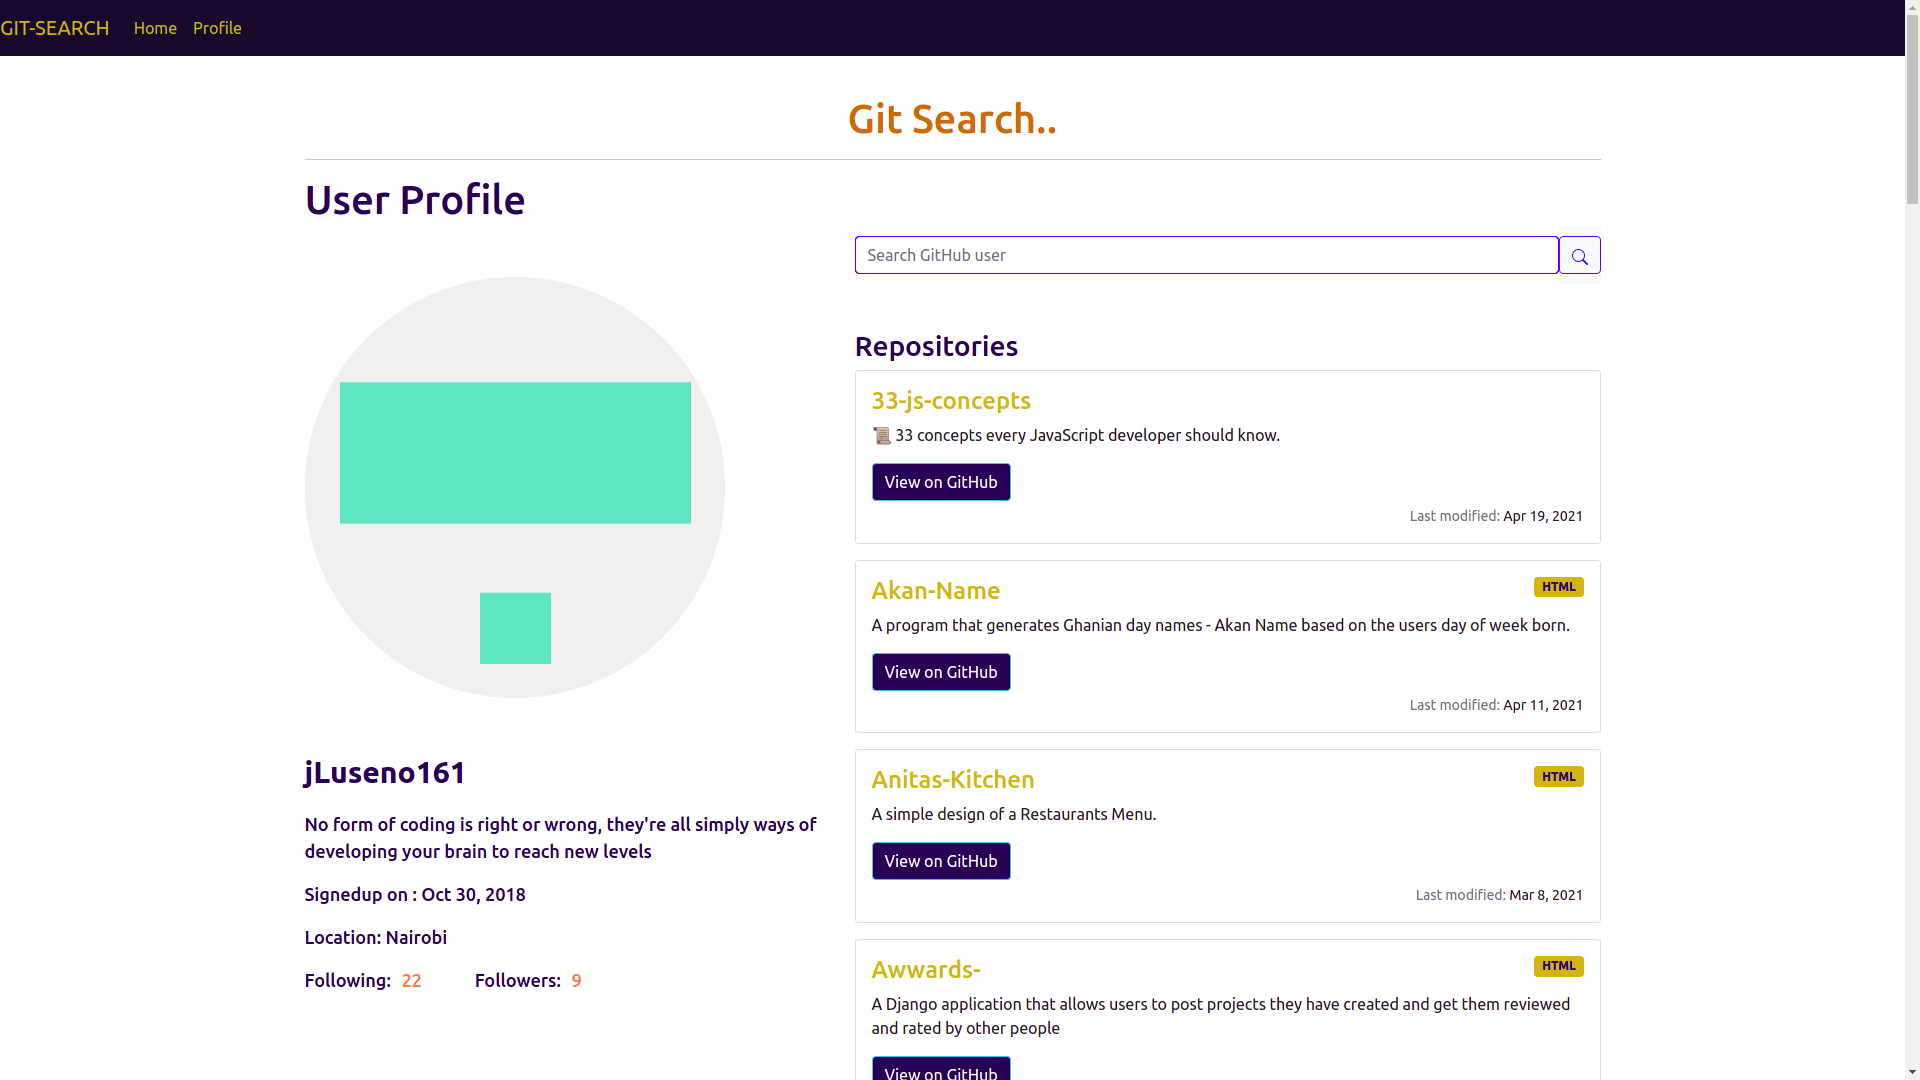 GIT-SEARCH Home Profile
Git Search..
User Profile
Search GitHub user
Repositories
33-js-concepts
📜 33 concepts every JavaScript developer should know.
View on GitHub
Last modified: Apr 19, 2021
Akan-Name HTML
A program that generates Ghanian day names - Akan Name based on the users day of week born.
View on GitHub
Last modified: Apr 11, 2021
Anitas-Kitchen HTML
A simple design of a Restaurants Menu.
View on GitHub
Last modified: Mar 8, 2021
Awwards- HTML
A Django application that allows users to post projects they have created and get them reviewed
and rated by other people
View on GitHub
jLuseno161
No form of coding is right or wrong, they're all simply ways of
developing your brain to reach new levels
Signedup on : Oct 30, 2018
Location: Nairobi
Following: 22 Followers: 9